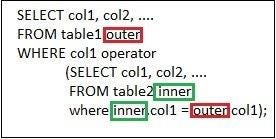 SELECT col1, col2, ....
FROM table1 outer
WHERE col1 operator
(SELECT col1, col2, ....
FROM table2 inner
where inner.col1 = outer.col1);